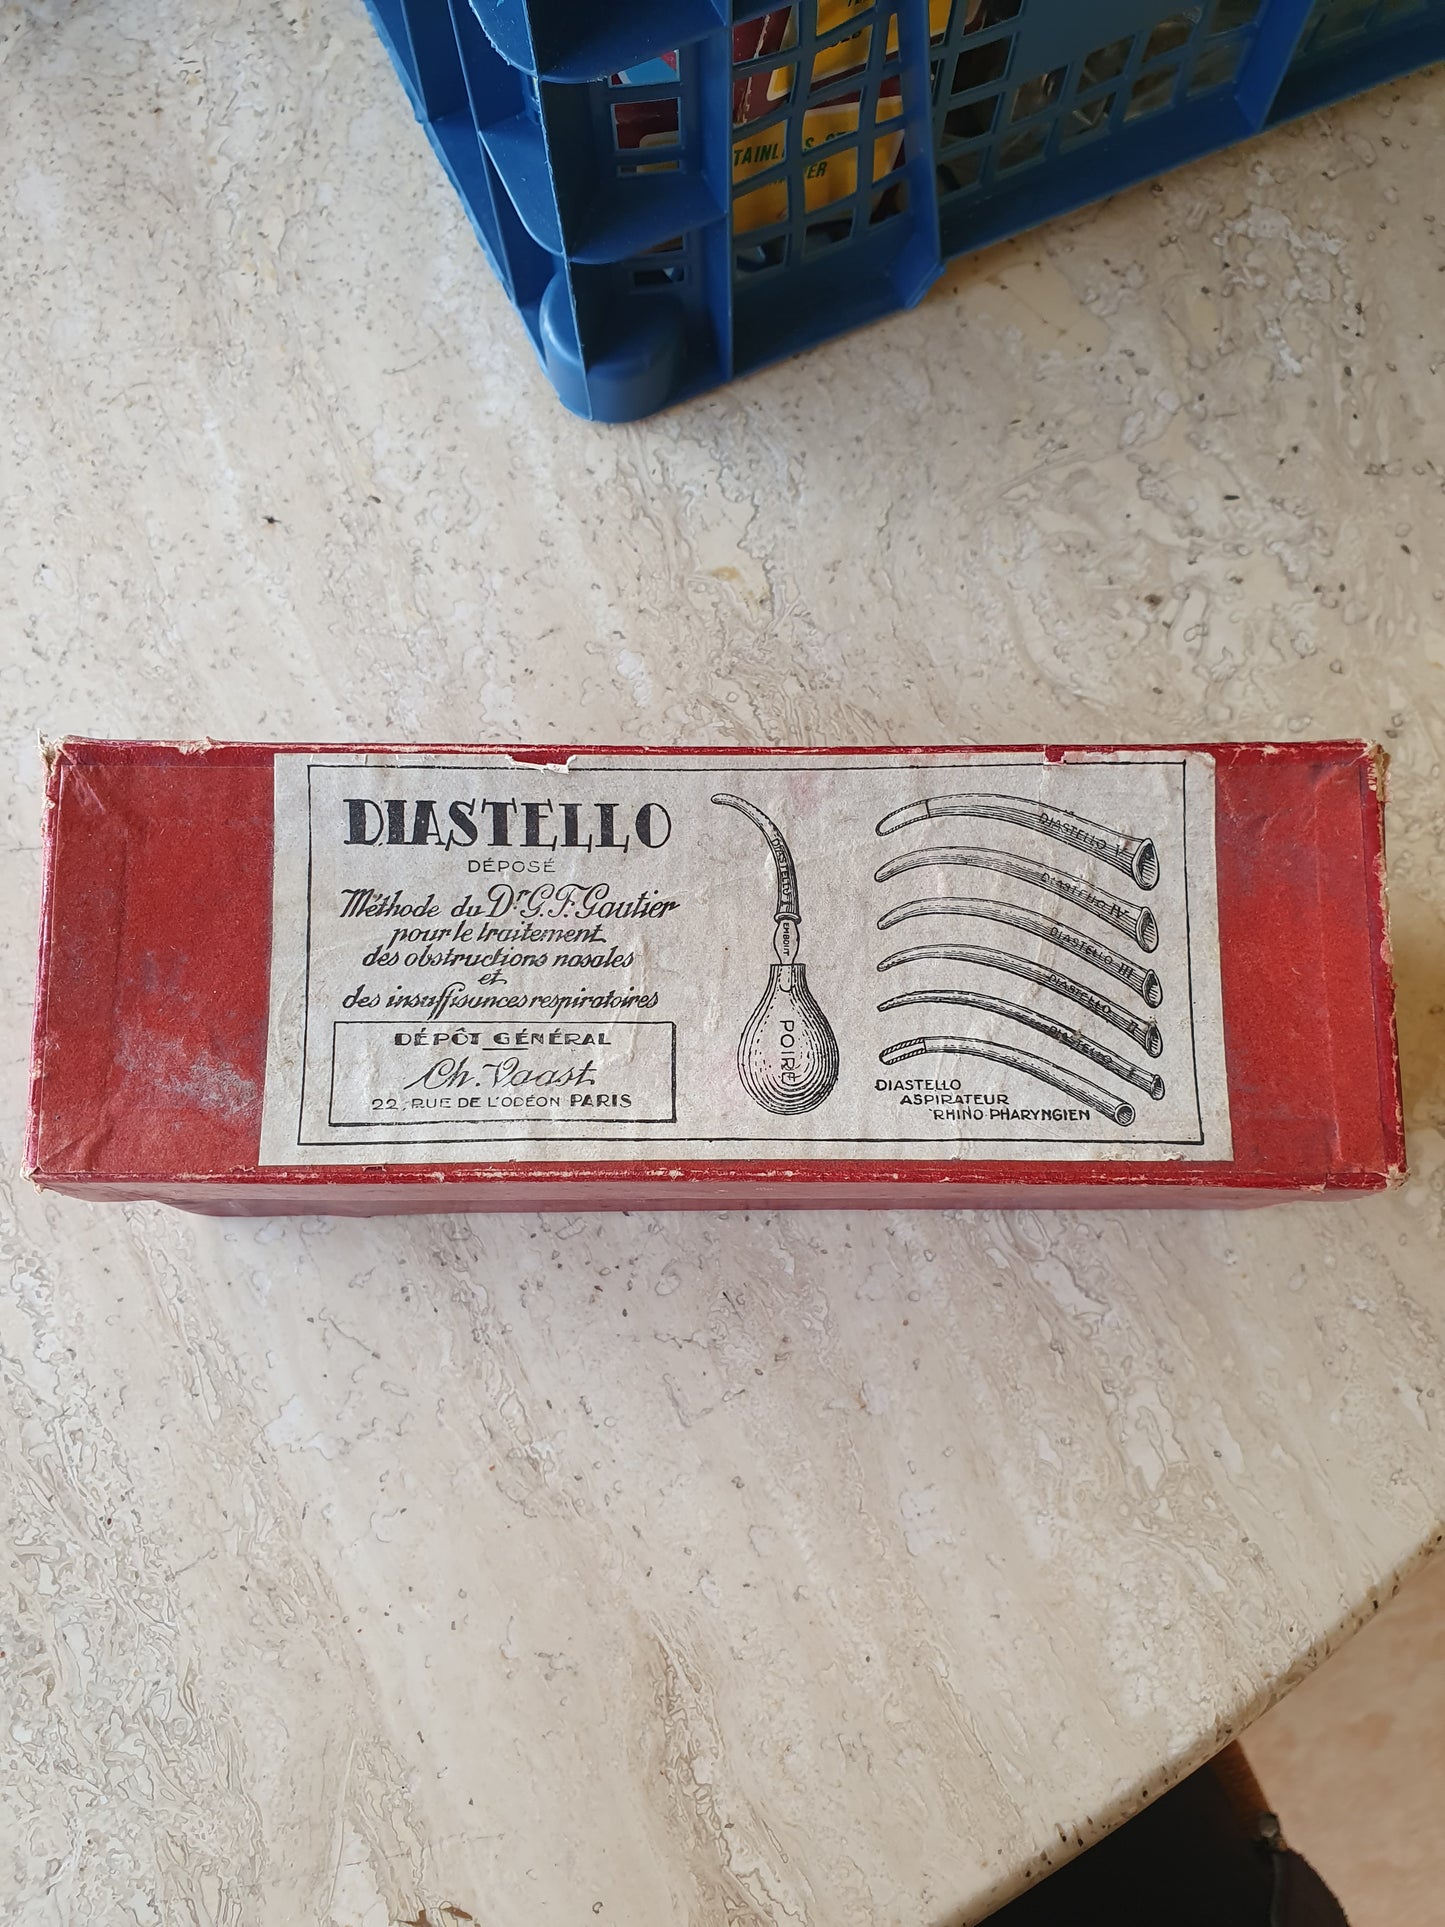 DIASTELLO
DÉPOSÉ
Méthode du Dr G.F. Gautier
pour le traitement
des obstructions nasales
et
des insuffisances respiratoires
DÉPÔT GÉNÉRAL
Ch. Vaast
22, RUE DE L'ODÉON PARIS
DIASTELLO
EMBOUT
POIRE
DIASTELLO V
DIASTELLO IV
DIASTELLO III
DIASTELLO II
DIASTELLO I
DIASTELLO
ASPIRATEUR
RHINO-PHARYNGIEN